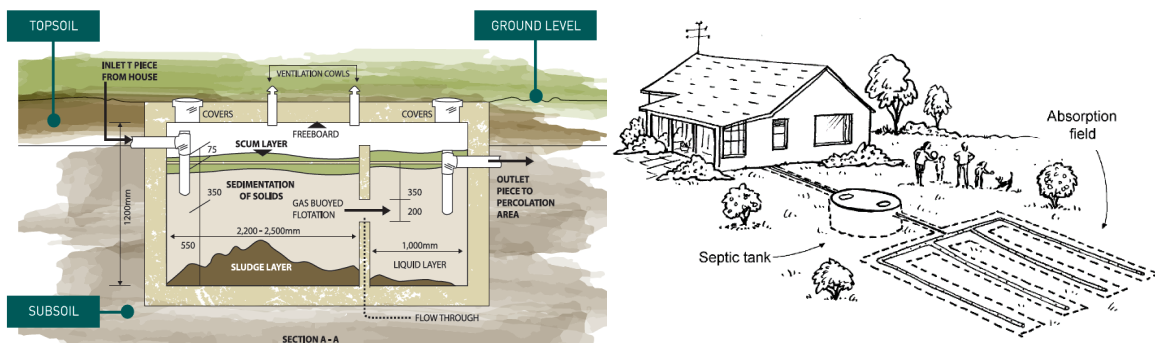 TOPSOIL
GROUND LEVEL
INLET T PIECE
FROM HOUSE
VENTILATION COWLS
COVERS
COVERS
FREEBOARD
SCUM LAYER
75
SEDIMENTATION
OF SOLIDS
350
GAS BUOYED
FLOTATION
350
200
OUTLET
PIECE TO
PERCOLATION
AREA
1200mm
2,200 – 2,500mm
1,000mm
550
SLUDGE LAYER
LIQUID LAYER
SUBSOIL
FLOW THROUGH
SECTION A – A
Absorption
field
Septic tank